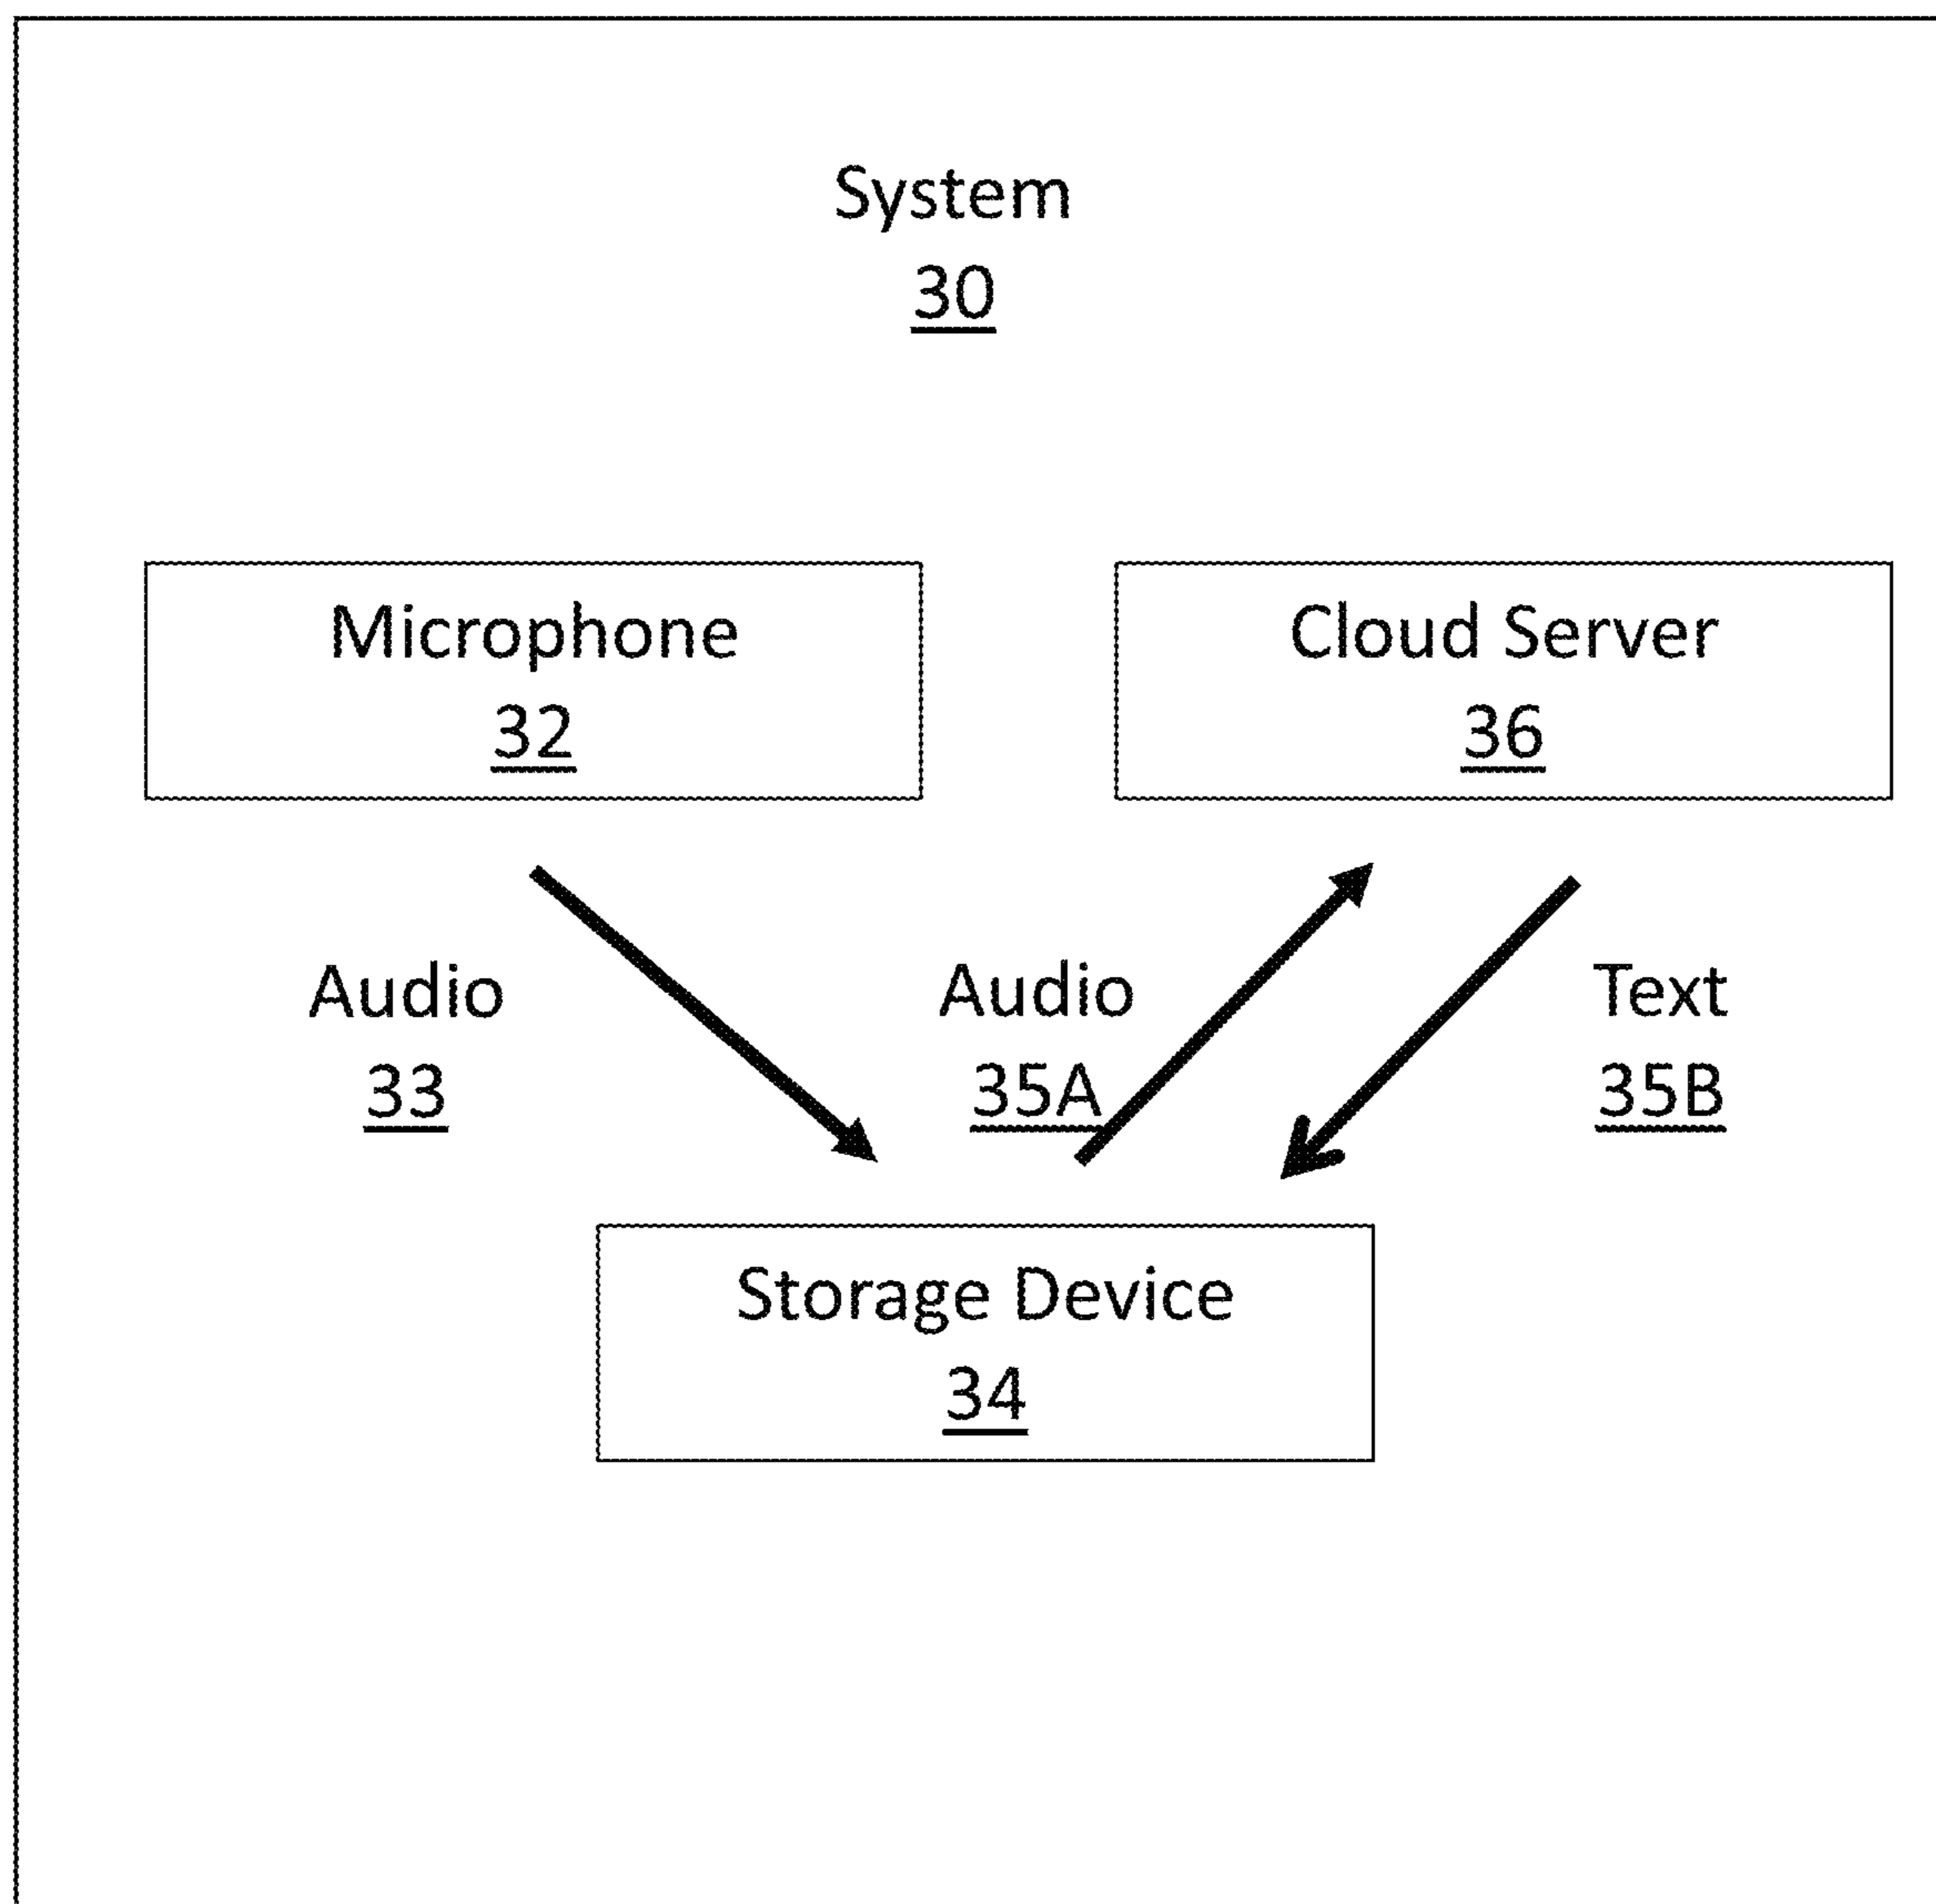 System
30
Microphone
32
Cloud Server
36
Audio
33
Audio
35A
Text
35B
Storage Device
34